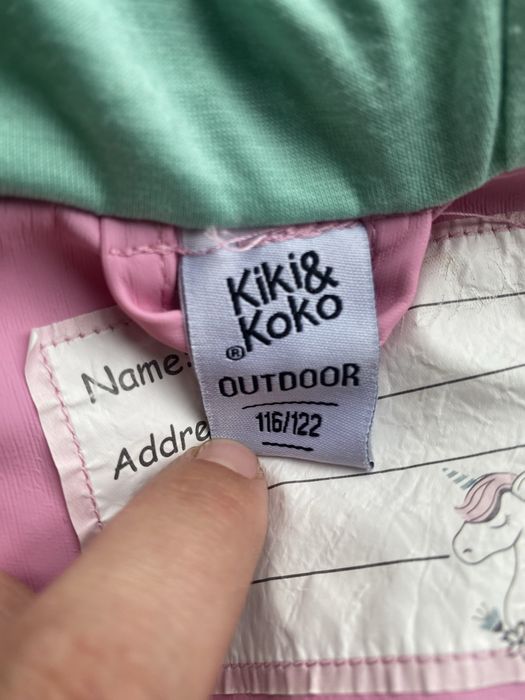 Kiki&
Koko
®
OUTDOOR
116/122
Name:
Addre